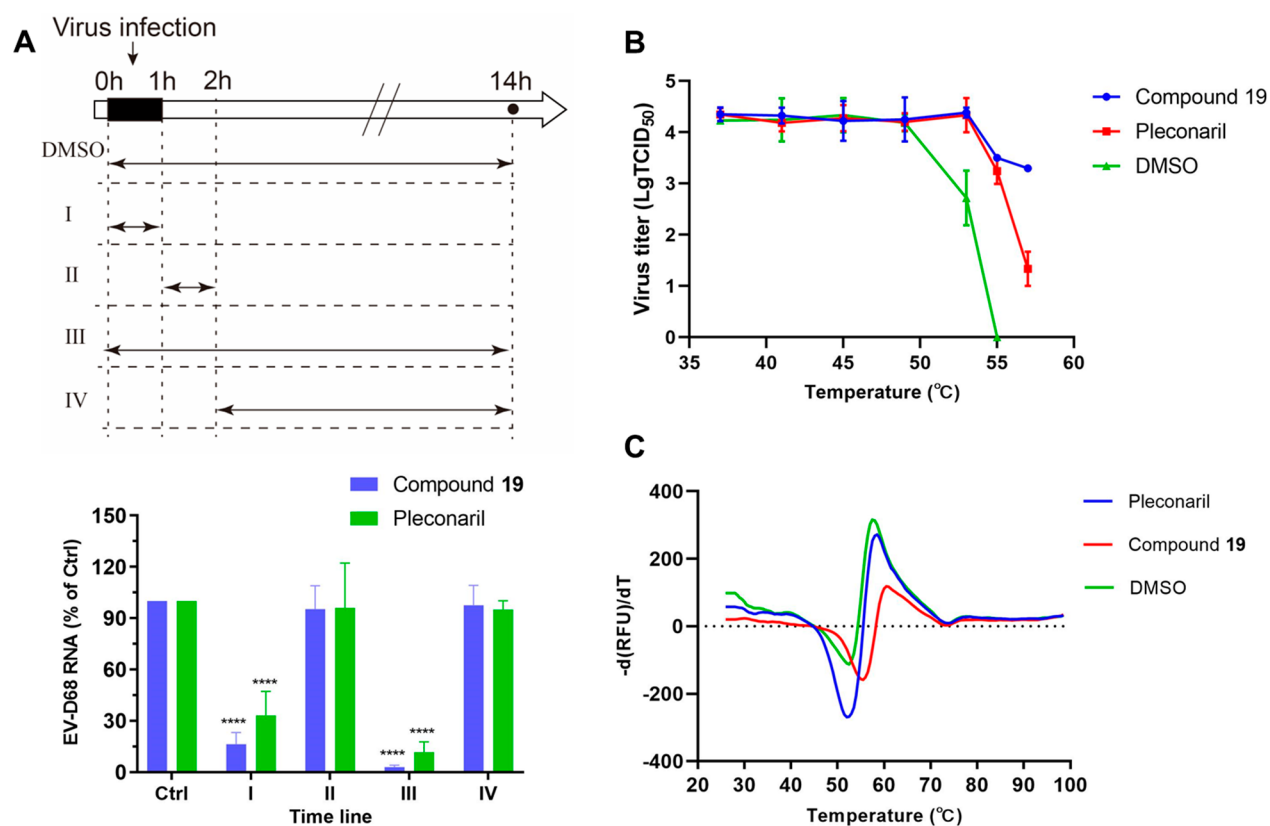 A
Virus infection
0h 1h 2h 14h
DMSO
I
II
III
IV
Compound 19
Pleconaril
EV-D68 RNA (% of Ctrl)
150
120
90
60
30
0
**** ****
**** ****
Ctrl I II III IV
Time line
B
Virus titer (LgTCID50)
5
4
3
2
1
0
35 40 45 50 55 60
Temperature (℃)
Compound 19
Pleconaril
DMSO
C
-d(RFU)/dT
400
200
0
-200
-400
20 30 40 50 60 70 80 90 100
Temperature (℃)
Pleconaril
Compound 19
DMSO